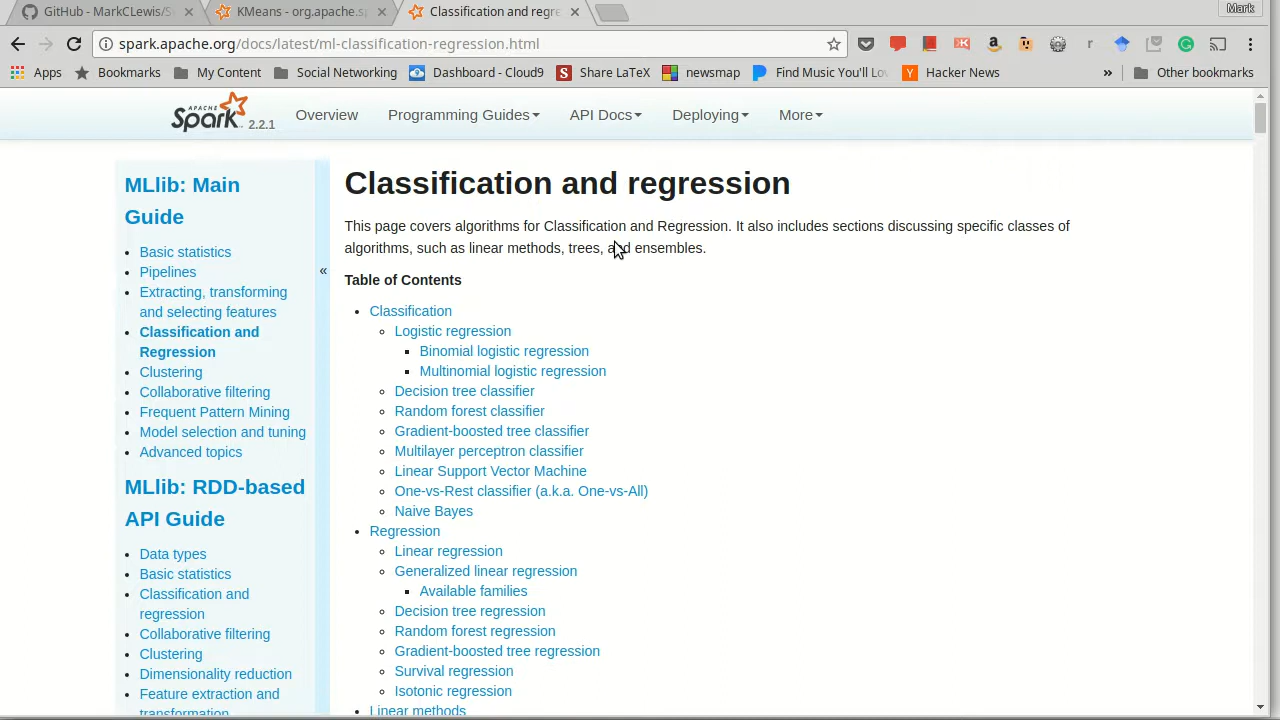 GitHub - MarkCLewis/S
KMeans - org.apache.sp
Classification and regre
Mark
spark.apache.org/docs/latest/ml-classification-regression.html
Apps
Bookmarks
My Content
Social Networking
Dashboard - Cloud9
Share LaTeX
newsmap
Find Music You'll Lo
Hacker News
»
Other bookmarks
APACHE
Spark 2.2.1
Overview
Programming Guides
API Docs
Deploying
More
MLlib: Main
Guide
Basic statistics
Pipelines
Extracting, transforming
and selecting features
Classification and
Regression
Clustering
Collaborative filtering
Frequent Pattern Mining
Model selection and tuning
Advanced topics
MLlib: RDD-based
API Guide
Data types
Basic statistics
Classification and
regression
Collaborative filtering
Clustering
Dimensionality reduction
Feature extraction and
transformation
«
Classification and regression
This page covers algorithms for Classification and Regression. It also includes sections discussing specific classes of
algorithms, such as linear methods, trees, and ensembles.
Table of Contents
Classification
Logistic regression
Binomial logistic regression
Multinomial logistic regression
Decision tree classifier
Random forest classifier
Gradient-boosted tree classifier
Multilayer perceptron classifier
Linear Support Vector Machine
One-vs-Rest classifier (a.k.a. One-vs-All)
Naive Bayes
Regression
Linear regression
Generalized linear regression
Available families
Decision tree regression
Random forest regression
Gradient-boosted tree regression
Survival regression
Isotonic regression
Linear methods